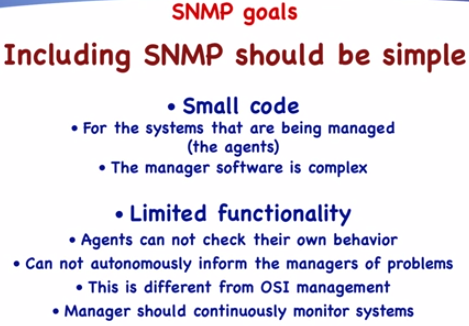 SNMP goals
Including SNMP should be simple
• Small code
• For the systems that are being managed
(the agents)
• The manager software is complex
• Limited functionality
• Agents can not check their own behavior
• Can not autonomously inform the managers of problems
• This is different from OSI management
• Manager should continuously monitor systems